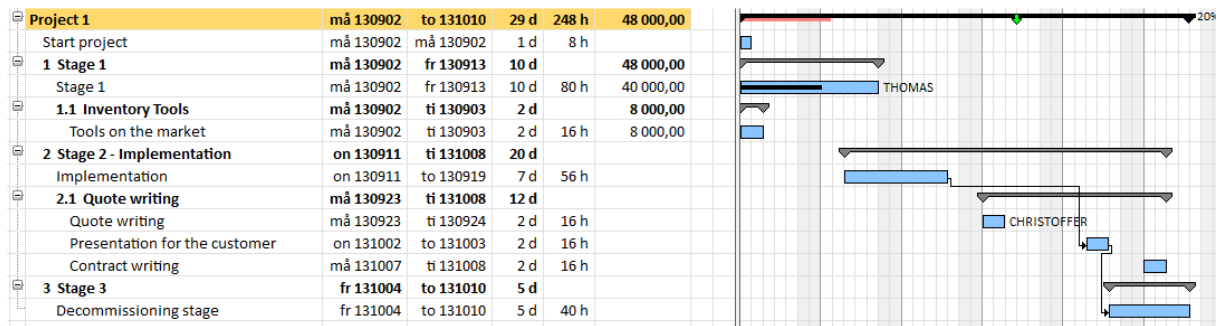 Project 1 må 130902 to 131010 29 d 248 h 48 000,00 20%
Start project må 130902 må 130902 1 d 8 h
1 Stage 1 må 130902 fr 130913 10 d 48 000,00
Stage 1 må 130902 fr 130913 10 d 80 h 40 000,00 THOMAS
1.1 Inventory Tools må 130902 ti 130903 2 d 8 000,00
Tools on the market må 130902 ti 130903 2 d 16 h 8 000,00
2 Stage 2 - Implementation on 130911 ti 131008 20 d
Implementation on 130911 to 130919 7 d 56 h
2.1 Quote writing må 130923 ti 131008 12 d
Quote writing må 130923 ti 130924 2 d 16 h CHRISTOFFER
Presentation for the customer on 131002 to 131003 2 d 16 h
Contract writing må 131007 ti 131008 2 d 16 h
3 Stage 3 fr 131004 to 131010 5 d
Decommissioning stage fr 131004 to 131010 5 d 40 h